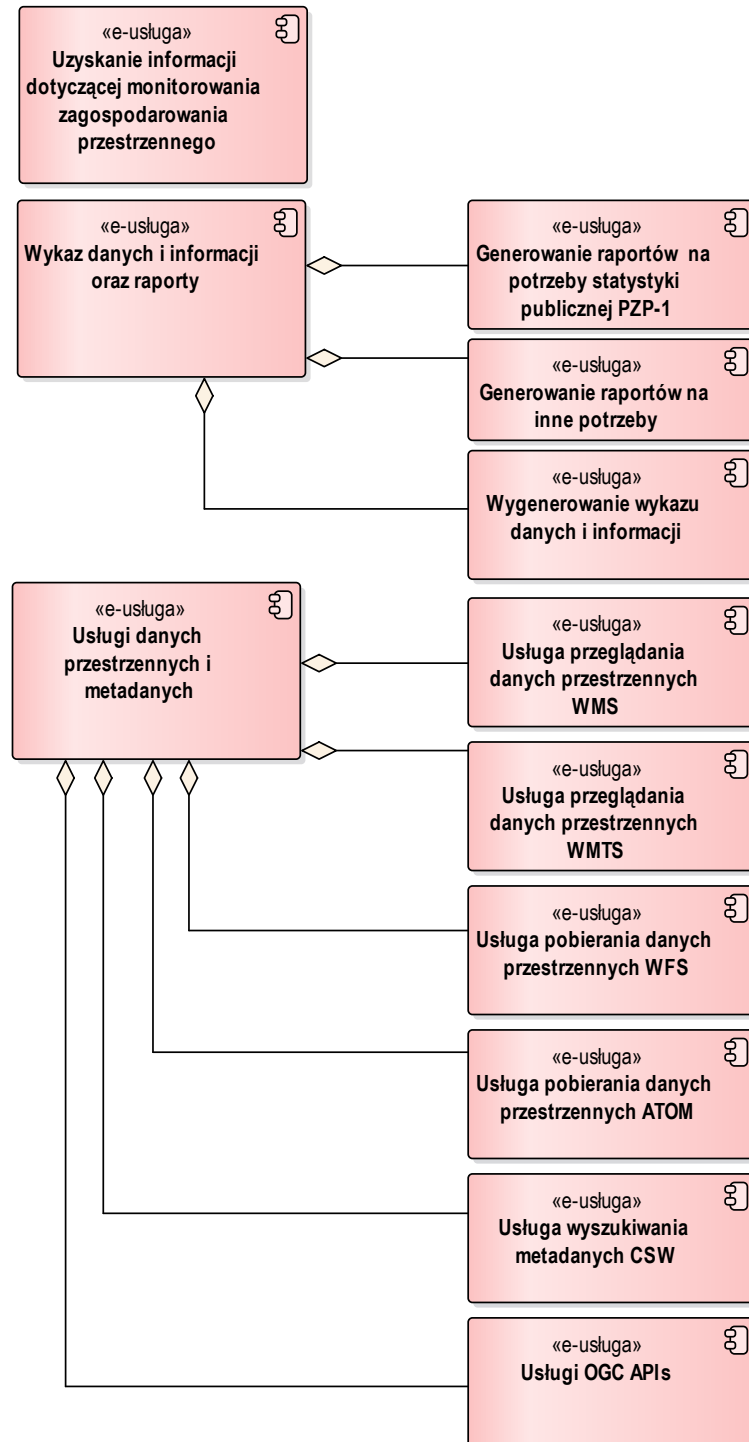 «e-usługa»
Uzyskanie informacji
dotyczącej monitorowania
zagospodarowania
przestrzennego
«e-usługa»
Wykaz danych i informacji
oraz raporty
«e-usługa»
Generowanie raportów na
potrzeby statystyki
publicznej PZP-1
«e-usługa»
Generowanie raportów na
inne potrzeby
«e-usługa»
Wygenerowanie wykazu
danych i informacji
«e-usługa»
Usługi danych
przestrzennych i
metadanych
«e-usługa»
Usługa przeglądania
danych przestrzennych
WMS
«e-usługa»
Usługa przeglądania
danych przestrzennych
WMTS
«e-usługa»
Usługa pobierania danych
przestrzennych WFS
«e-usługa»
Usługa pobierania danych
przestrzennych ATOM
«e-usługa»
Usługa wyszukiwania
metadanych CSW
«e-usługa»
Usługi OGC APIs